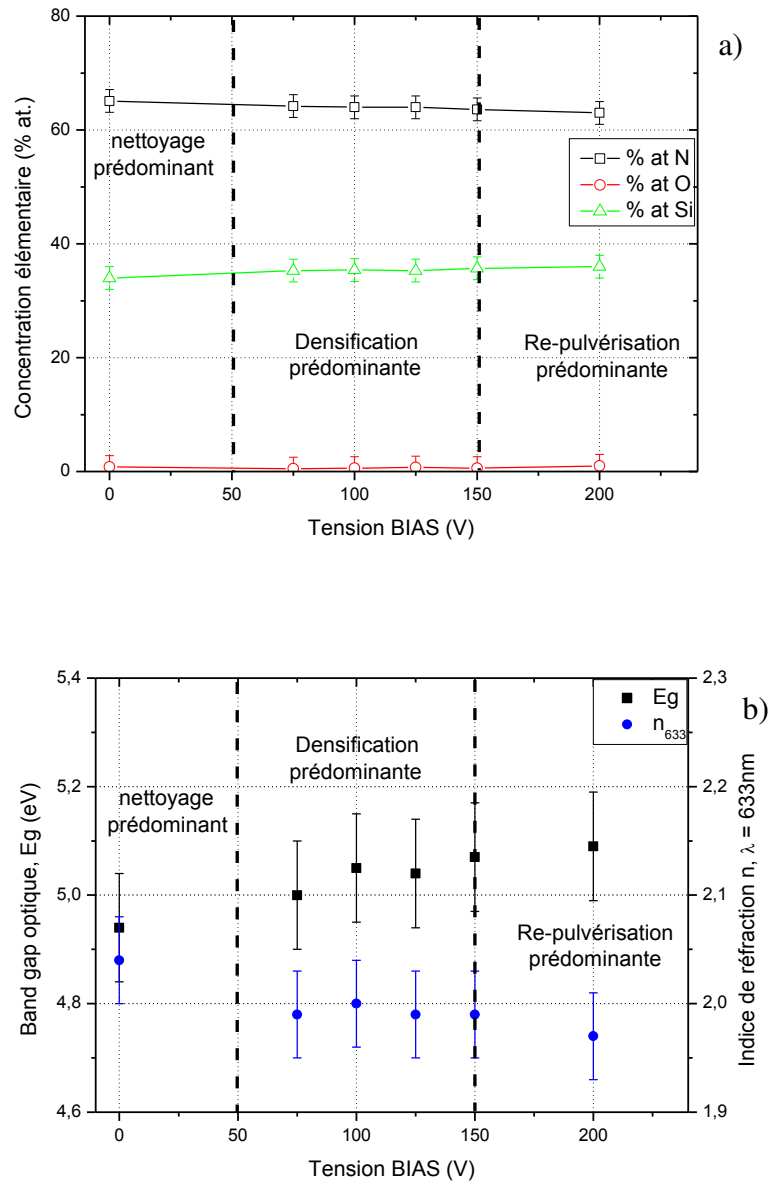 a)
80
60
40
20
0
Concentration élémentaire (% at.)
nettoyage
prédominant
% at N
% at O
% at Si
Densification
prédominante
Re-pulvérisation
prédominante
0
50
100
150
200
Tension BIAS (V)
b)
5,4
5,2
5,0
4,8
4,6
Band gap optique, Eg (eV)
Eg
n633
Densification
prédominante
nettoyage
prédominant
Re-pulvérisation
prédominante
2,3
2,2
2,1
2,0
1,9
Indice de réfraction n, λ = 633nm
0
50
100
150
200
Tension BIAS (V)